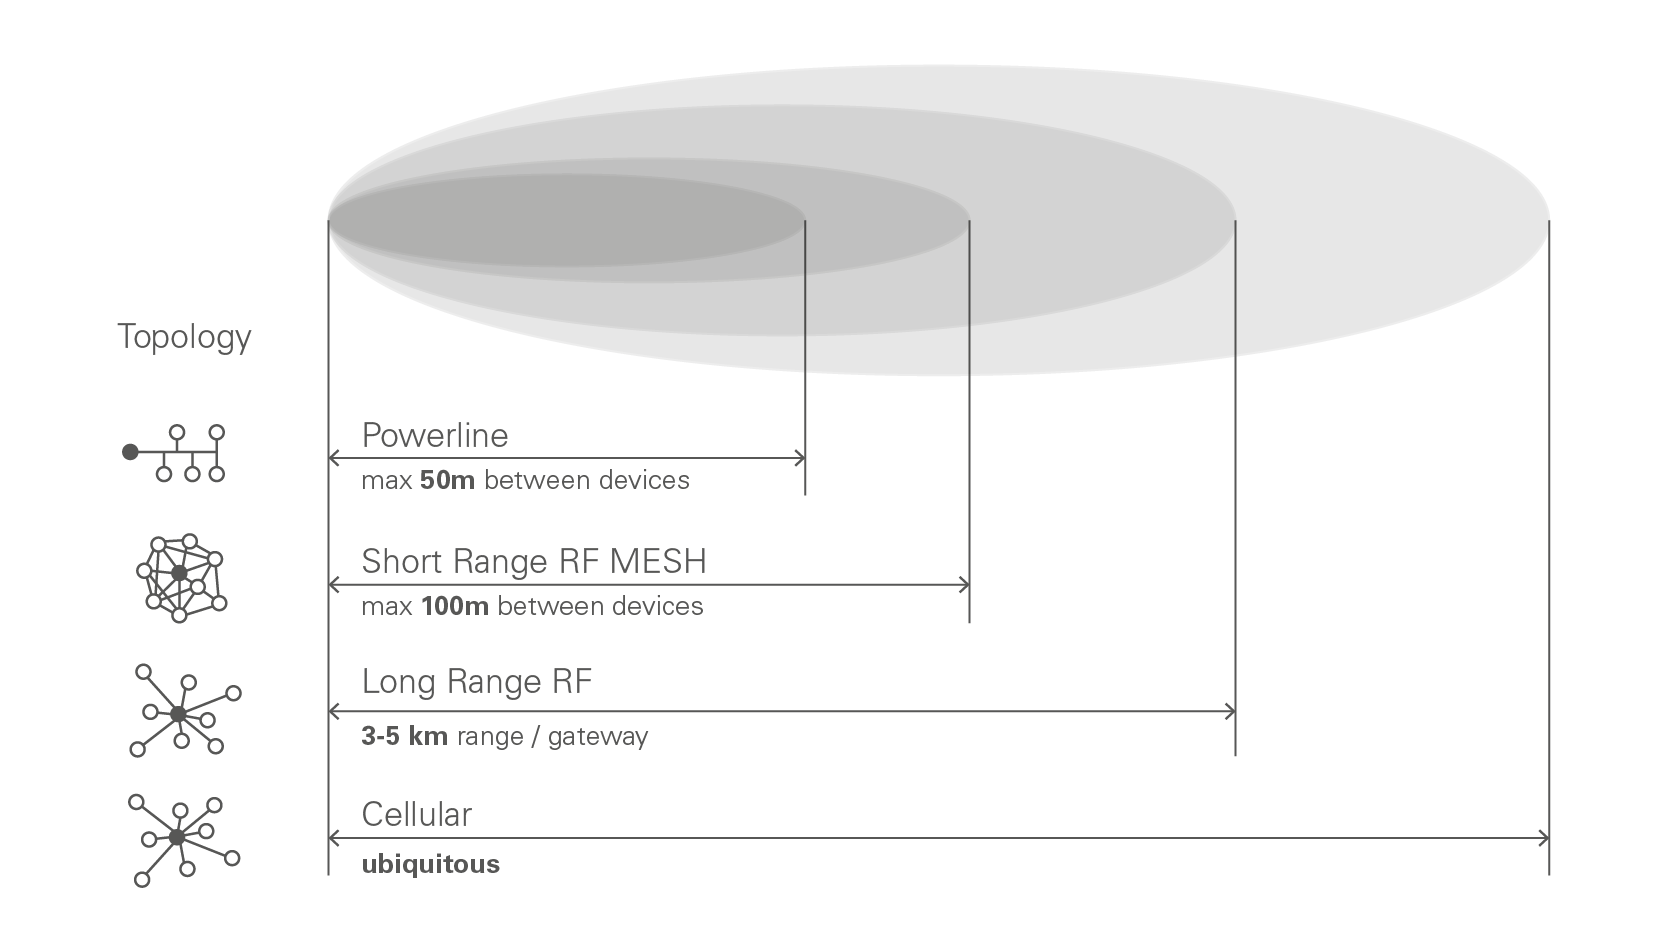 Topology
Powerline
max 50m between devices
Short Range RF MESH
max 100m between devices
Long Range RF
3-5 km range / gateway
Cellular
ubiquitous